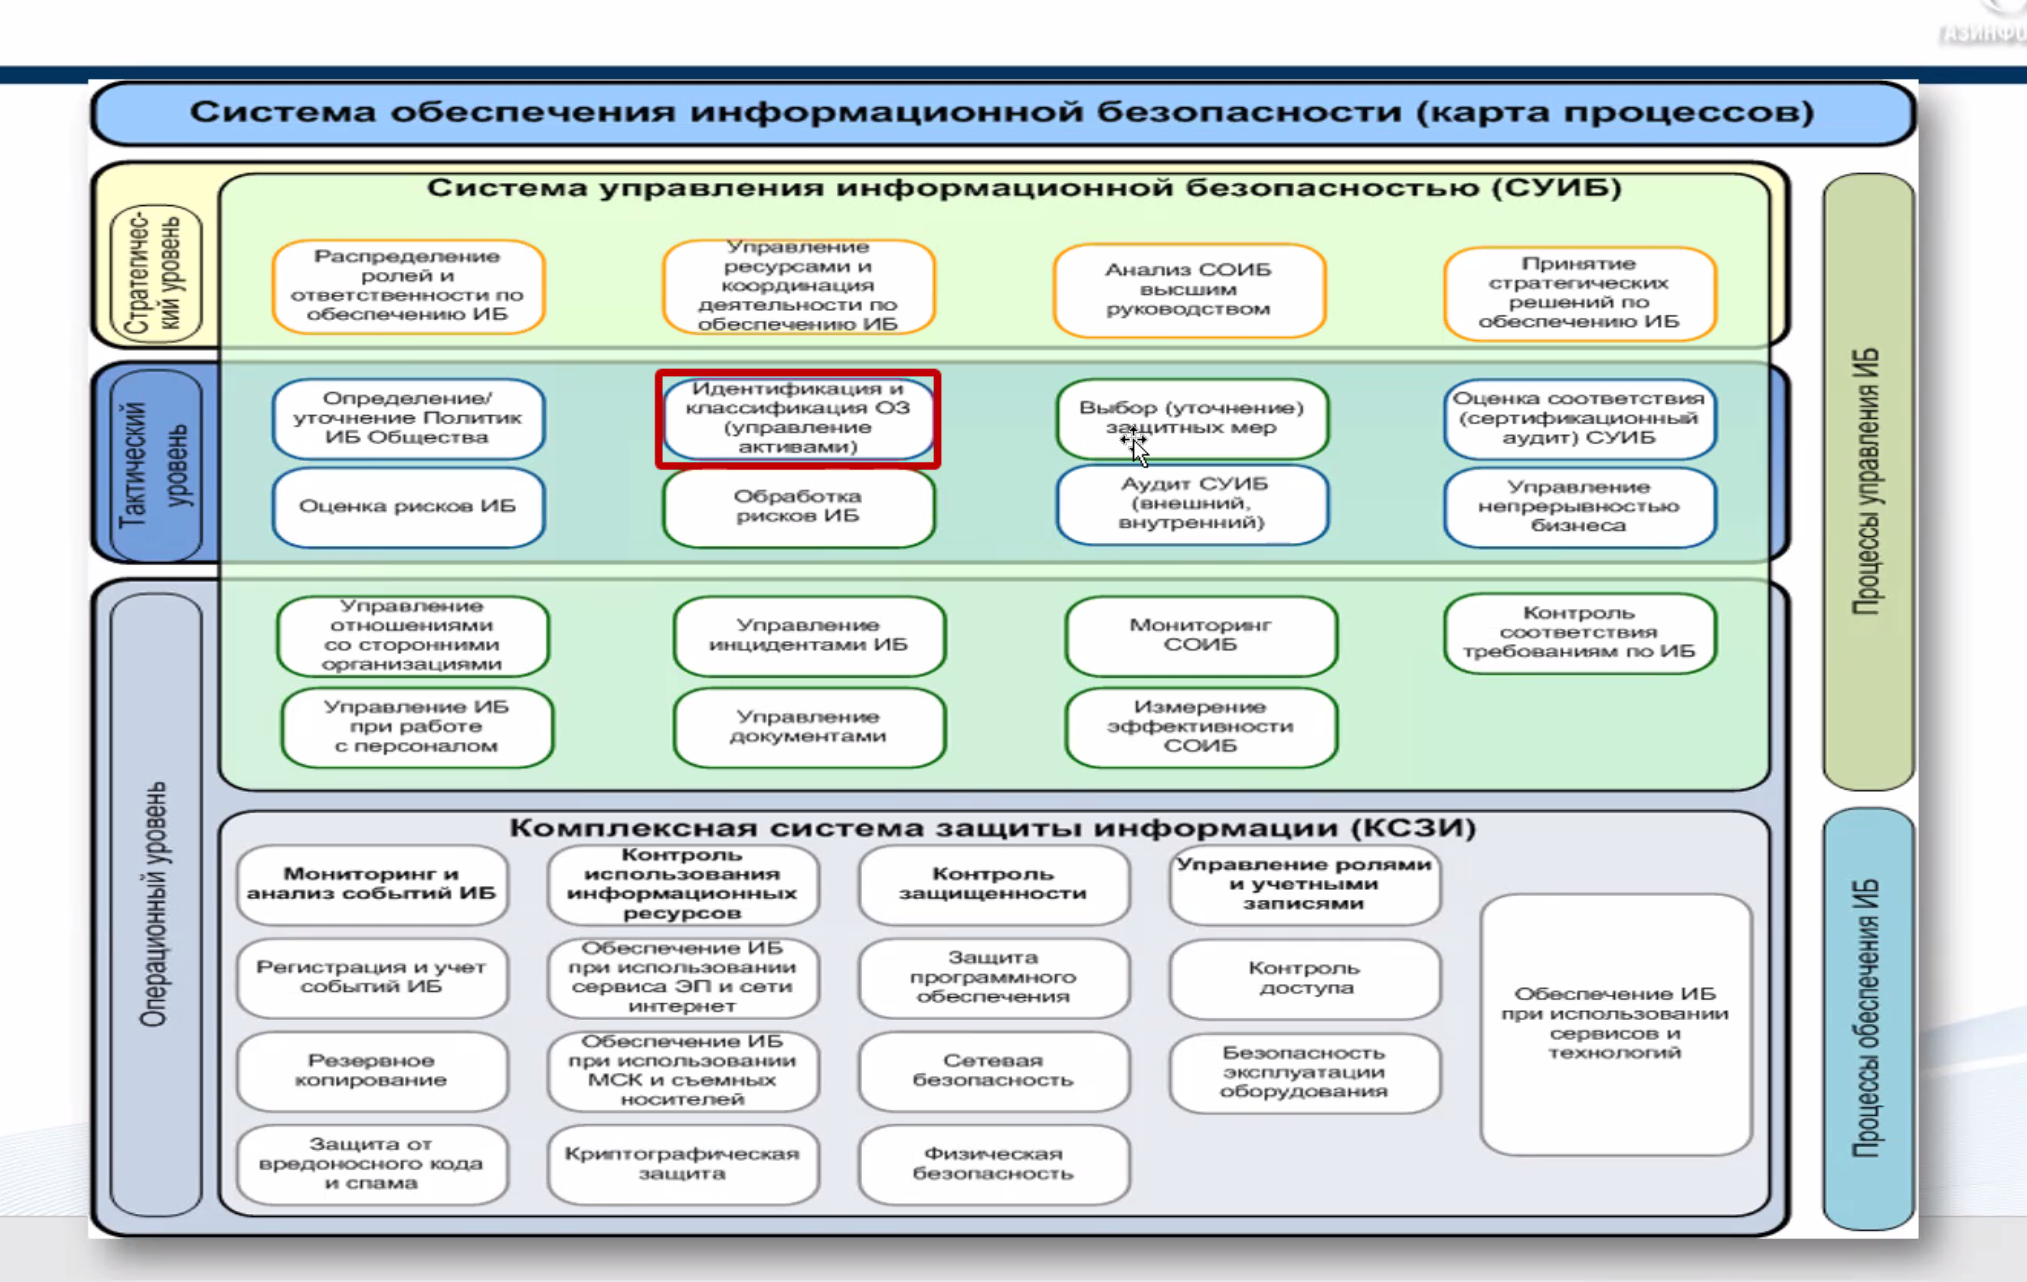 ГАЗИНФО
Система обеспечения информационной безопасности (карта процессов)
Стратегичес-
кий уровень
Система управления информационной безопасностью (СУИБ)
Распределение
ролей и
ответственности по
обеспечению ИБ
Управление
ресурсами и
координация
деятельности по
обеспечению ИБ
Анализ СОИБ
высшим
руководством
Принятие
стратегических
решений по
обеспечению ИБ
Тактический
уровень
Определение/
уточнение Политик
ИБ Общества
Идентификация и
классификация ОЗ
(управление
активами)
Выбор (уточнение)
защитных мер
Оценка соответствия
(сертификационный
аудит) СУИБ
Оценка рисков ИБ
Обработка
рисков ИБ
Аудит СУИБ
(внешний,
внутренний)
Управление
непрерывностью
бизнеса
Процессы управления ИБ
Операционный уровень
Управление
отношениями
со сторонними
организациями
Управление
инцидентами ИБ
Мониторинг
СОИБ
Контроль
соответствия
требованиям по ИБ
Управление ИБ
при работе
с персоналом
Управление
документами
Измерение
эффективности
СОИБ
Комплексная система защиты информации (КСЗИ)
Мониторинг и
анализ событий ИБ
Контроль
использования
информационных
ресурсов
Контроль
защищенности
Управление ролями
и учетными
записями
Регистрация и учет
событий ИБ
Обеспечение ИБ
при использовании
сервиса ЭП и сети
интернет
Защита
программного
обеспечения
Контроль
доступа
Обеспечение ИБ
при использовании
сервисов и
технологий
Резервное
копирование
Обеспечение ИБ
при использовании
МСК и съемных
носителей
Сетевая
безопасность
Безопасность
эксплуатации
оборудования
Защита от
вредоносного кода
и спама
Криптографическая
защита
Физическая
безопасность
Процессы обеспечения ИБ